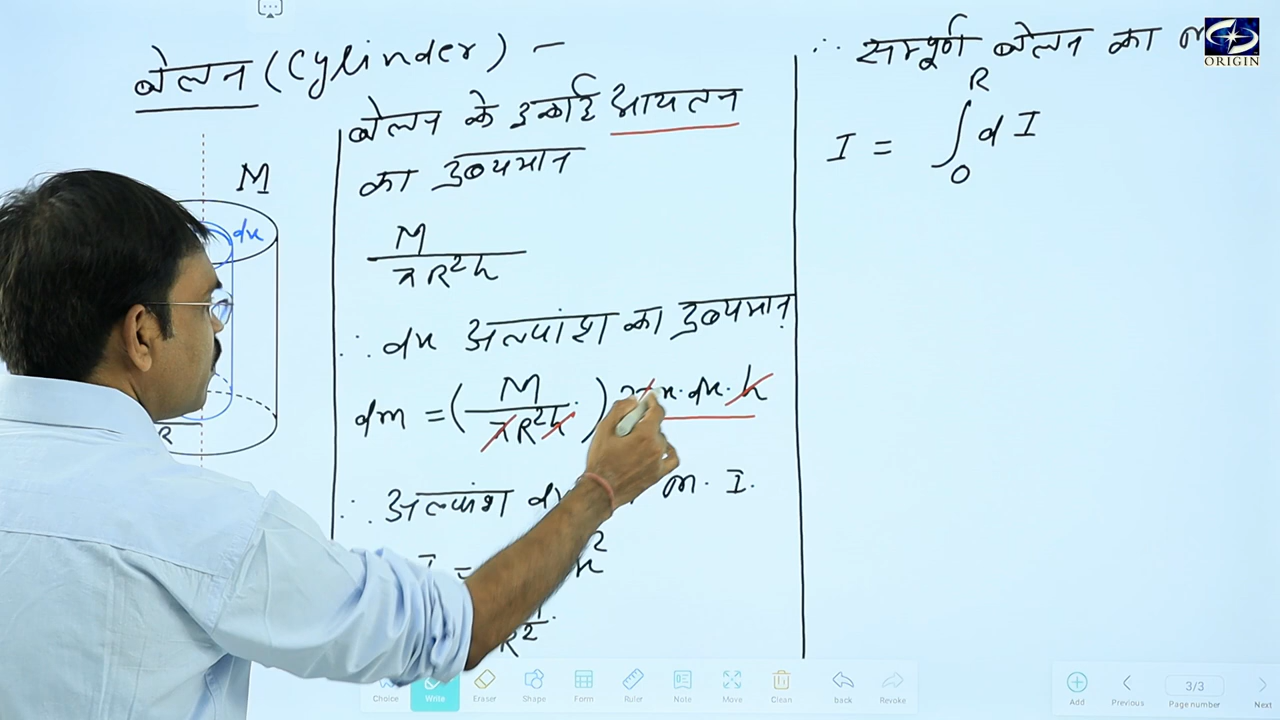 बेलन (Cylinder) –
M
dx
R
बेलन के इकाई आयतन
का द्रव्यमान
M
πR²h
∴ dx अल्पांश का द्रव्यमान
dm = ( M / πR²h ) x·dx·h
∴ अल्पांश M. I.
R²
∴ सम्पूर्ण बेलन का
I = ∫₀ᴿ dI
ORIGIN
Choice Write Eraser Shape Form Ruler Note Move Clean back Revoke
Add Previous 3/3 Page number Next